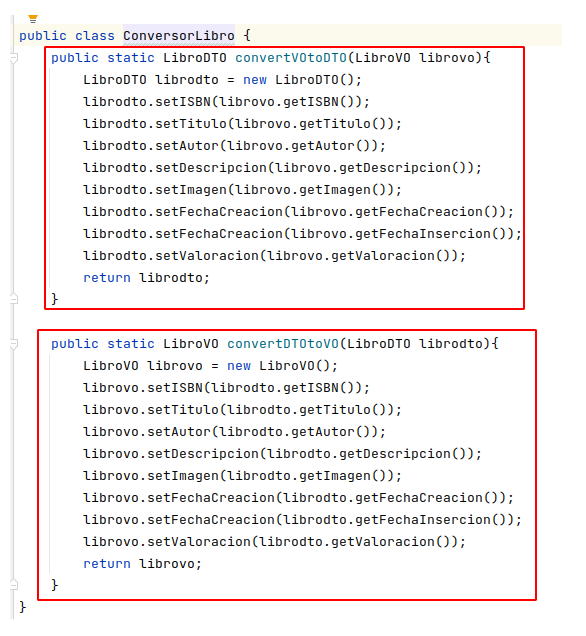 public class ConversorLibro {
public static LibroDTO convertVOtoDTO(LibroVO librovo){
LibroDTO librodto = new LibroDTO();
librodto.setISBN(librovo.getISBN());
librodto.setTitulo(librovo.getTitulo());
librodto.setAutor(librovo.getAutor());
librodto.setDescripcion(librovo.getDescripcion());
librodto.setImagen(librovo.getImagen());
librodto.setFechaCreacion(librovo.getFechaCreacion());
librodto.setFechaCreacion(librovo.getFechaInsercion());
librodto.setValoracion(librovo.getValoracion());
return librodto;
}
public static LibroVO convertDTOtoVO(LibroDTO librodto){
LibroVO librovo = new LibroVO();
librovo.setISBN(librodto.getISBN());
librovo.setTitulo(librodto.getTitulo());
librovo.setAutor(librodto.getAutor());
librovo.setDescripcion(librodto.getDescripcion());
librovo.setImagen(librodto.getImagen());
librovo.setFechaCreacion(librodto.getFechaCreacion());
librovo.setFechaCreacion(librodto.getFechaInsercion());
librovo.setValoracion(librodto.getValoracion());
return librovo;
}
}